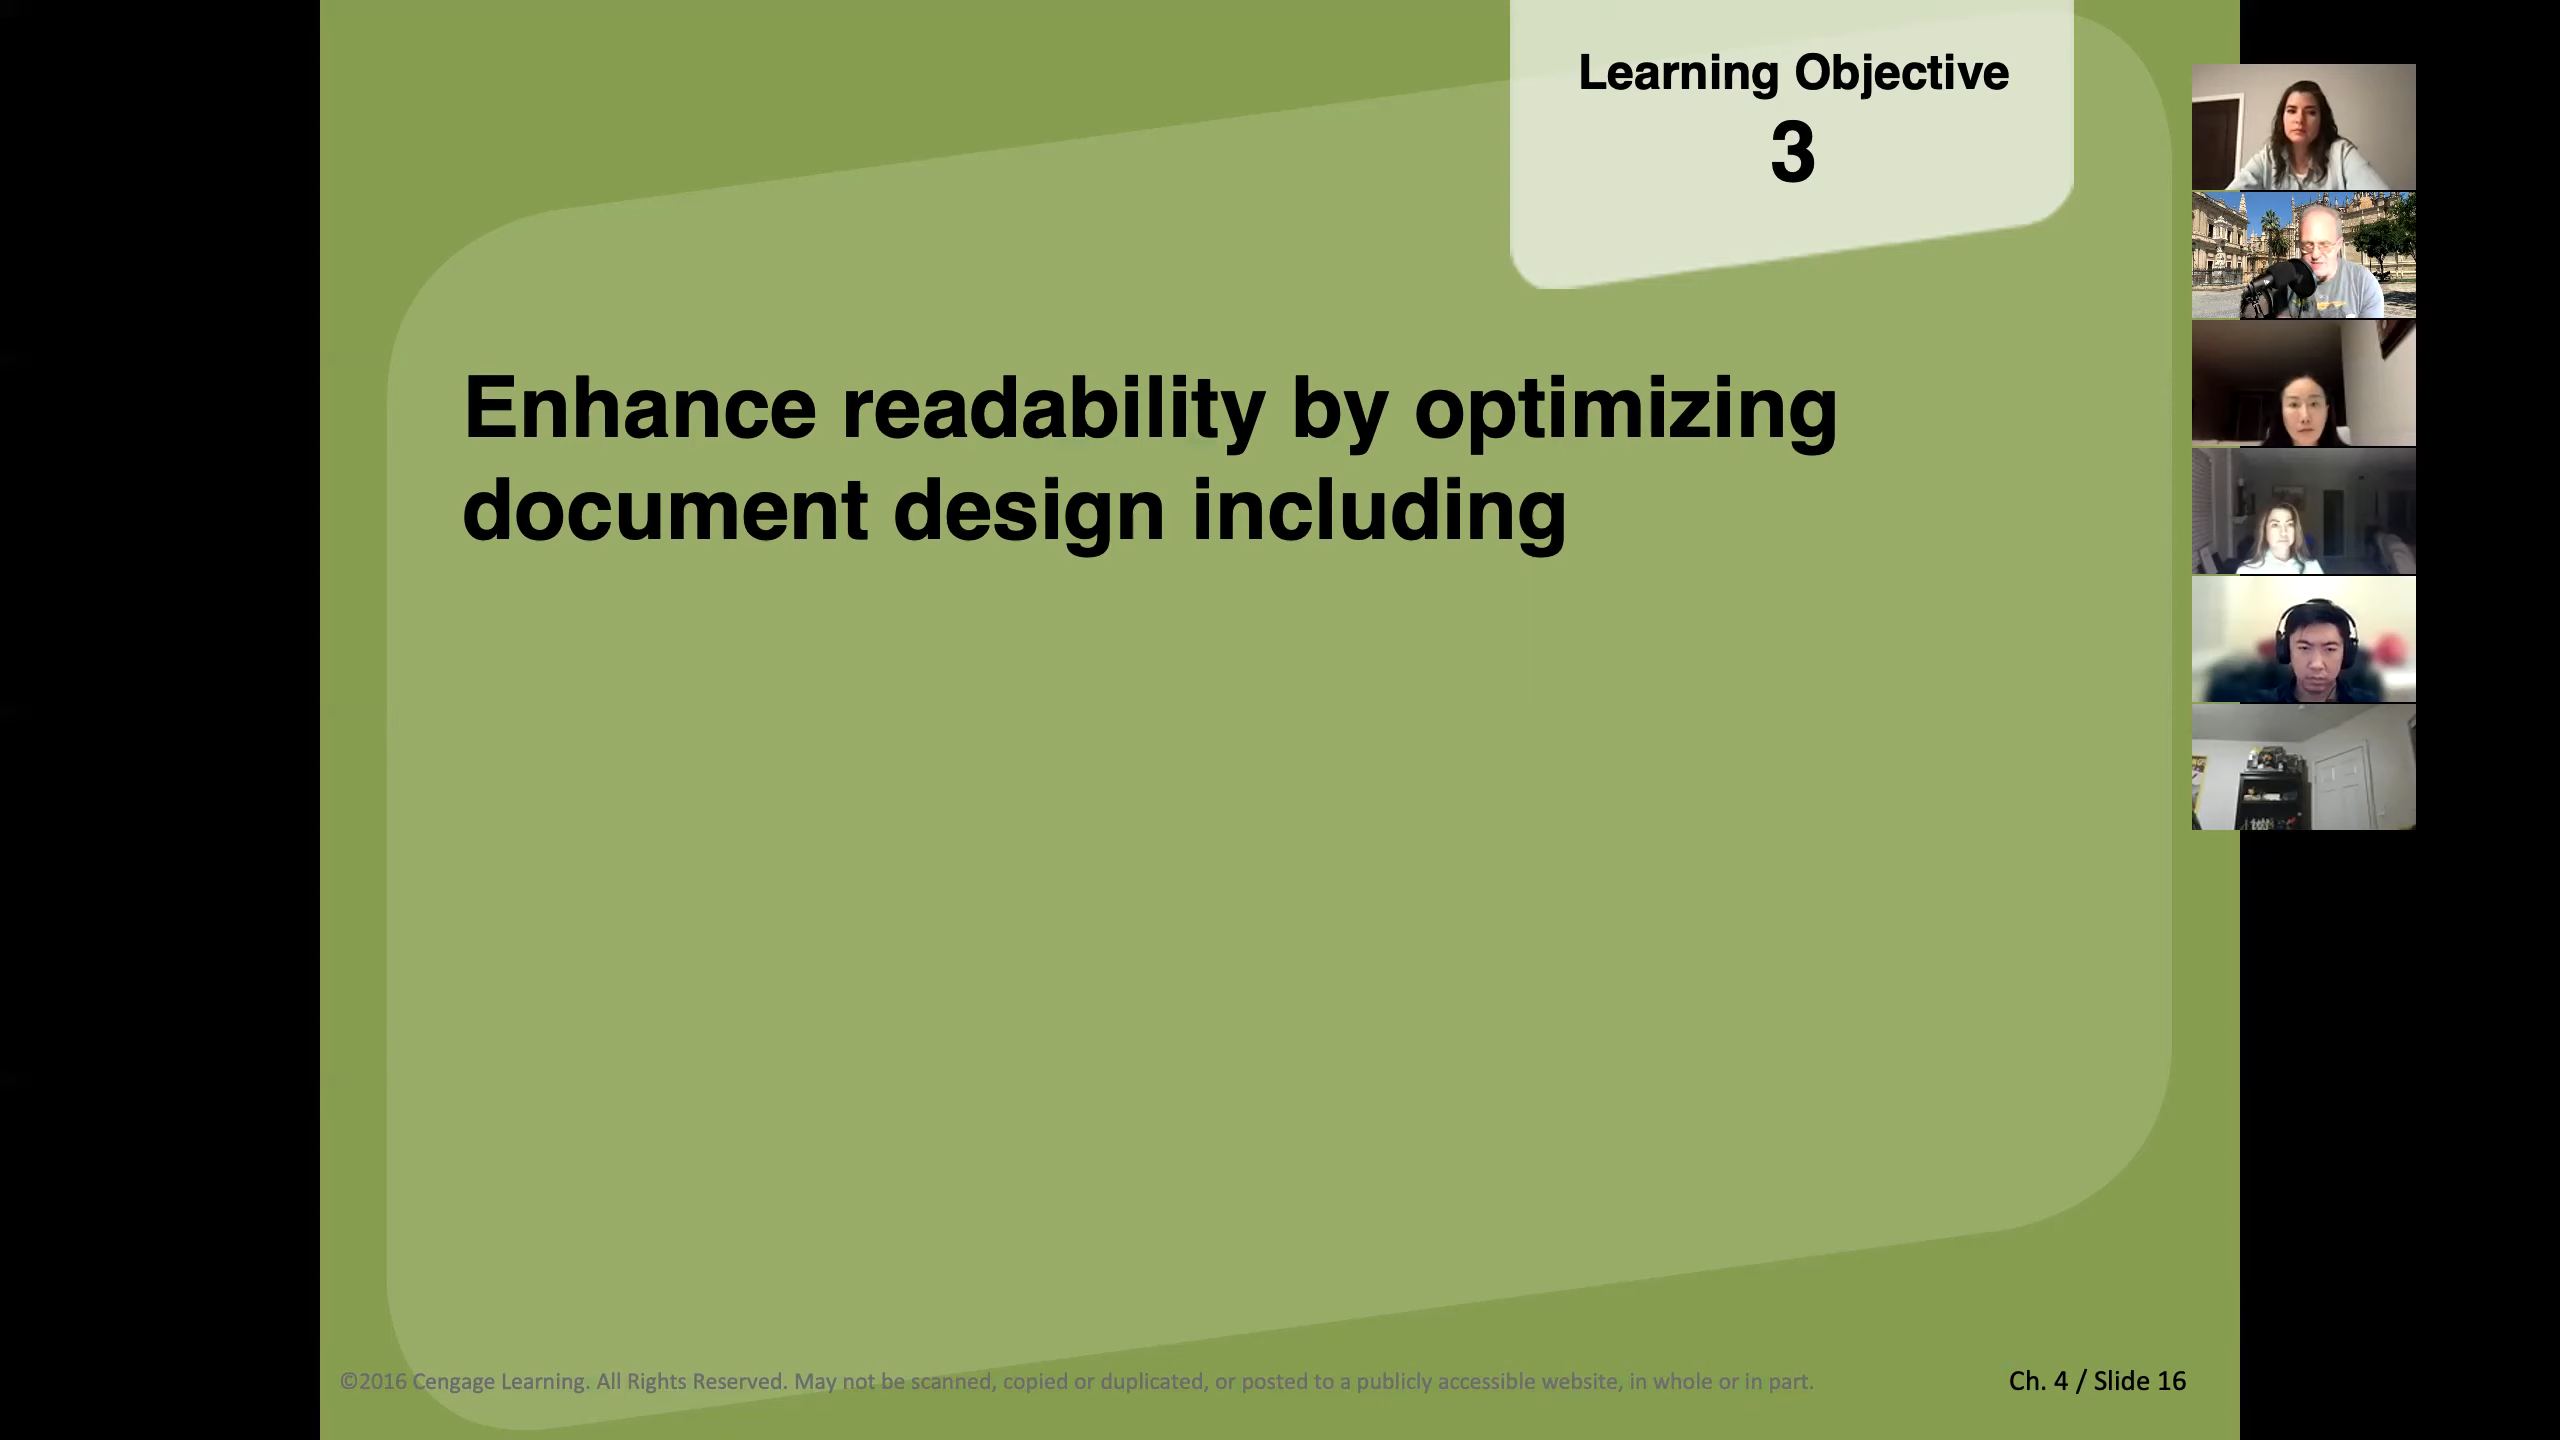 Learning Objective
3
Enhance readability by optimizing
document design including
©2016 Cengage Learning. All Rights Reserved. May not be scanned, copied or duplicated, or posted to a publicly accessible website, in whole or in part.
Ch. 4 / Slide 16